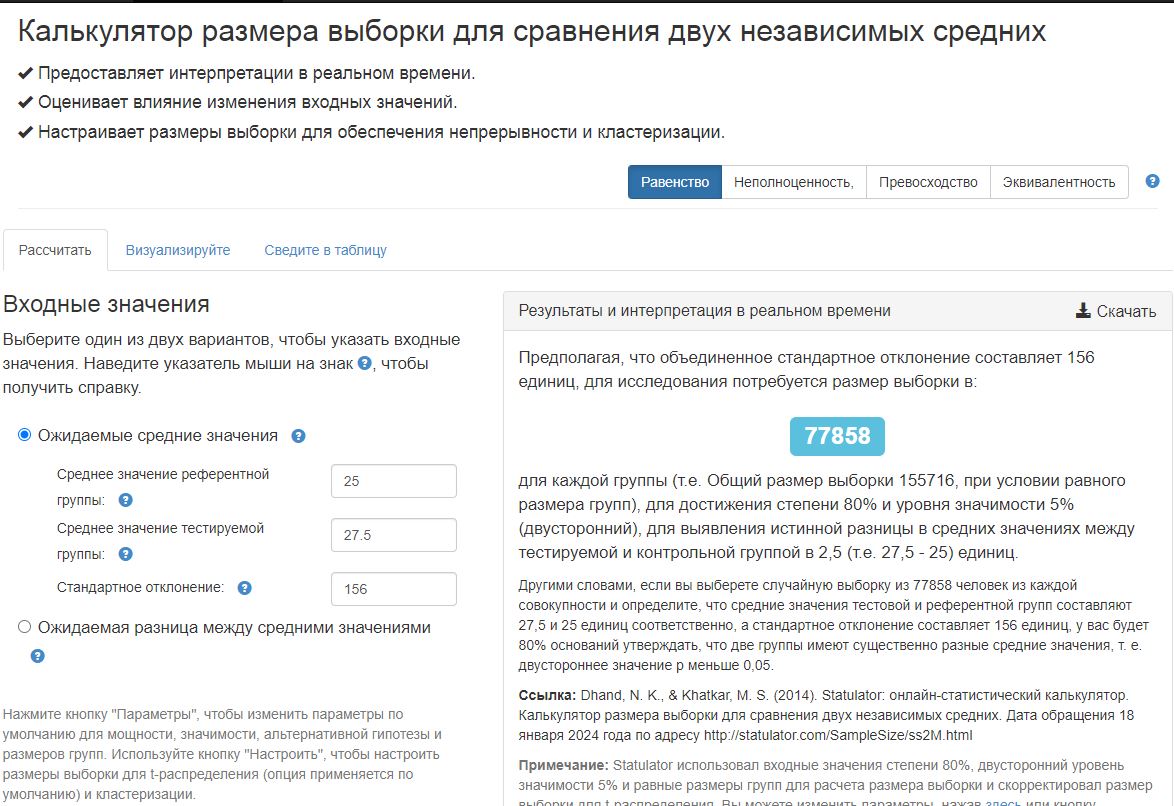 Калькулятор размера выборки для сравнения двух независимых средних
✔ Предоставляет интерпретации в реальном времени.
✔ Оценивает влияние изменения входных значений.
✔ Настраивает размеры выборки для обеспечения непрерывности и кластеризации.
Равенство Неполноценность, Превосходство Эквивалентность ?
Рассчитать Визуализируйте Сведите в таблицу
Входные значения
Выберите один из двух вариантов, чтобы указать входные
значения. Наведите указатель мыши на знак ?, чтобы
получить справку.
Ожидаемые средние значения ?
Среднее значение референтной
группы: ?
25
Среднее значение тестируемой
группы: ?
27.5
Стандартное отклонение: ?
156
Ожидаемая разница между средними значениями
?
Нажмите кнопку "Параметры", чтобы изменить параметры по
умолчанию для мощности, значимости, альтернативной гипотезы и
размеров групп. Используйте кнопку "Настроить", чтобы настроить
размеры выборки для t-распределения (опция применяется по
умолчанию) и кластеризации.
Результаты и интерпретация в реальном времени
Скачать
Предполагая, что объединенное стандартное отклонение составляет 156
единиц, для исследования потребуется размер выборки в:
77858
для каждой группы (т.е. Общий размер выборки 155716, при условии равного
размера групп), для достижения степени 80% и уровня значимости 5%
(двусторонний), для выявления истинной разницы в средних значениях между
тестируемой и контрольной группой в 2,5 (т.е. 27,5 - 25) единиц.
Другими словами, если вы выберете случайную выборку из 77858 человек из каждой
совокупности и определите, что средние значения тестовой и референтной групп составляют
27,5 и 25 единиц соответственно, а стандартное отклонение составляет 156 единиц, у вас будет
80% оснований утверждать, что две группы имеют существенно разные средние значения, т. е.
двустороннее значение p меньше 0,05.
Ссылка: Dhand, N. K., & Khatkar, M. S. (2014). Statulator: онлайн-статистический калькулятор.
Калькулятор размера выборки для сравнения двух независимых средних. Дата обращения 18
января 2024 года по адресу http://statulator.com/SampleSize/ss2M.html
Примечание: Statulator использовал входные значения степени 80%, двусторонний уровень
значимости 5% и равные размеры групп для расчета размера выборки и скорректировал размер
выборки для t-распределения. Вы можете изменить параметры, нажав здесь или кнопку